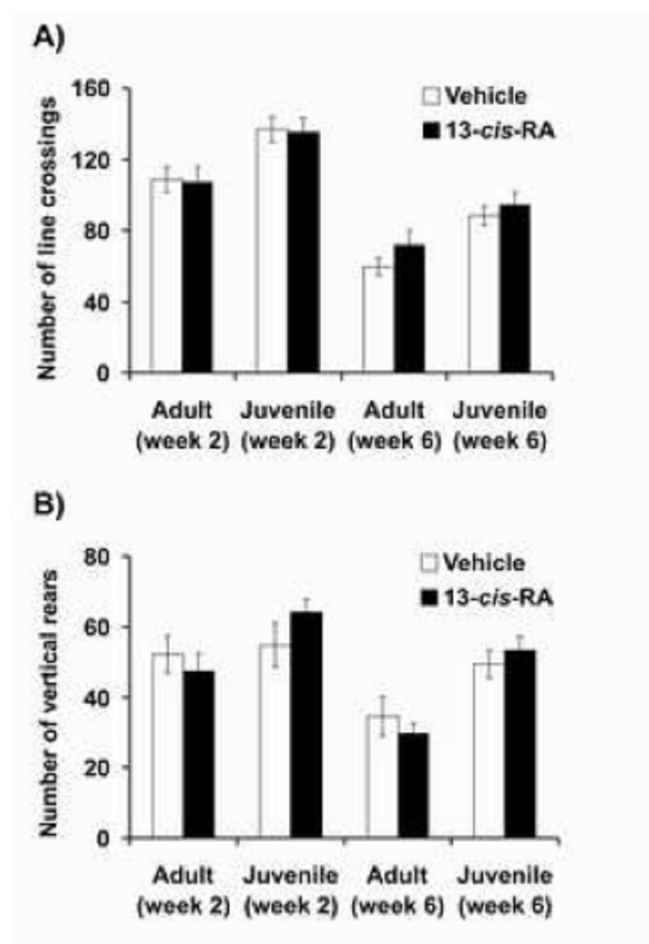 A)
Number of line crossings
160
120
80
40
0
Vehicle
13-cis-RA
Adult Juvenile Adult Juvenile
(week 2) (week 2) (week 6) (week 6)
B)
Number of vertical rears
80
60
40
20
0
Vehicle
13-cis-RA
Adult Juvenile Adult Juvenile
(week 2) (week 2) (week 6) (week 6)